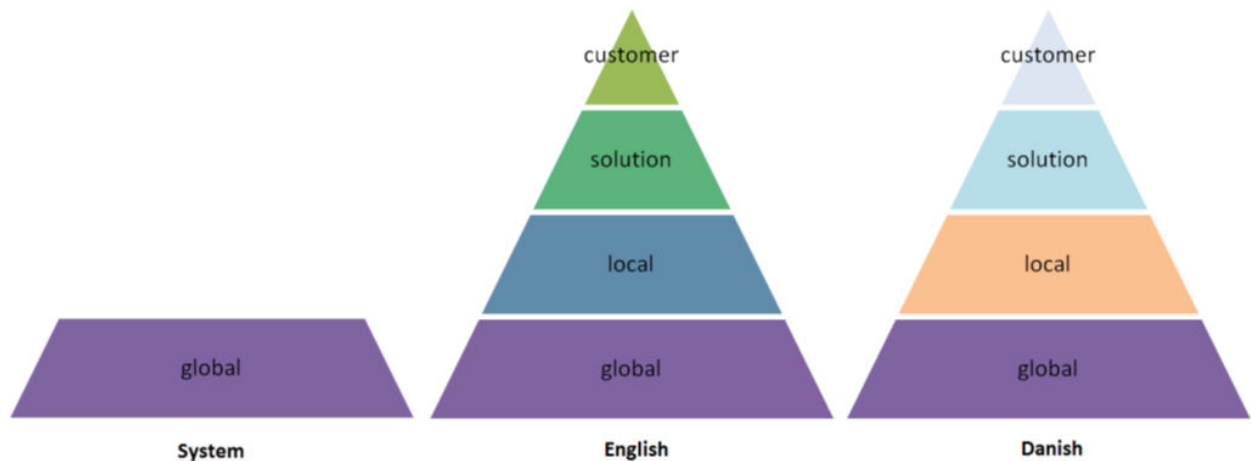 customer
customer
solution
solution
local
local
global
global
global
System
English
Danish